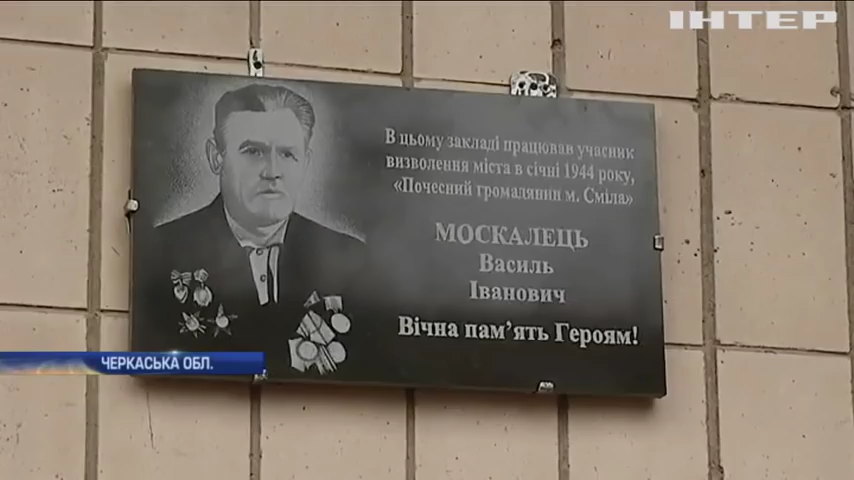 ІНТЕР
В цьому закладі працював учасник
визволення міста в січні 1944 року,
«Почесний громадянин м. Сміла»
МОСКАЛЕЦЬ
Василь
Іванович
Вічна пам’ять Героям!
ЧЕРКАСЬКА ОБЛ.